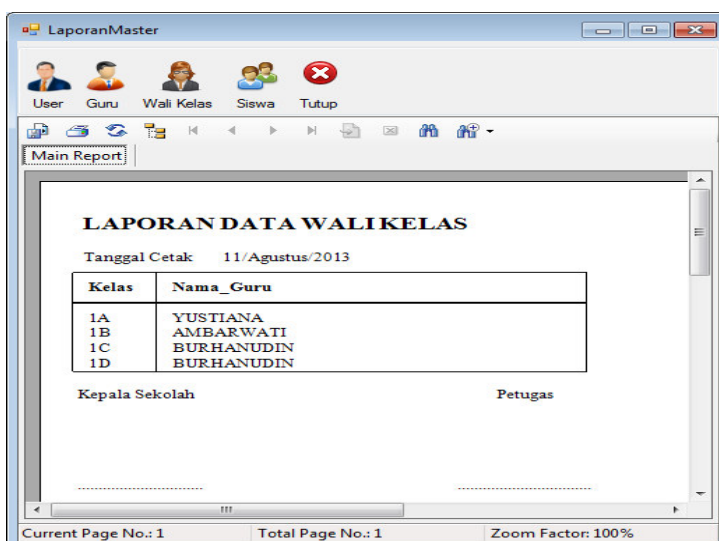 LaporanMaster
User Guru Wali Kelas Siswa Tutup
Main Report
LAPORAN DATA WALI KELAS
Tanggal Cetak 11/Agustus/2013
Kelas Nama_Guru
1A YUSTIANA
1B AMBARWATI
1C BURHANUDIN
1D BURHANUDIN
Kepala Sekolah Petugas
Current Page No.: 1 Total Page No.: 1 Zoom Factor: 100%